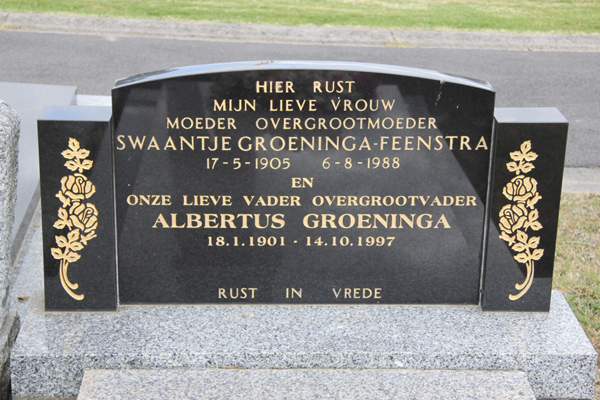 HIER RUST
MIJN LIEVE VROUW
MOEDER OVERGROOTMOEDER
SWAANTJE GROENINGA-FEENSTRA
17-5-1905 6-8-1988
EN
ONZE LIEVE VADER OVERGROOTVADER
ALBERTUS GROENINGA
18.1.1901 - 14.10.1997
RUST IN VREDE